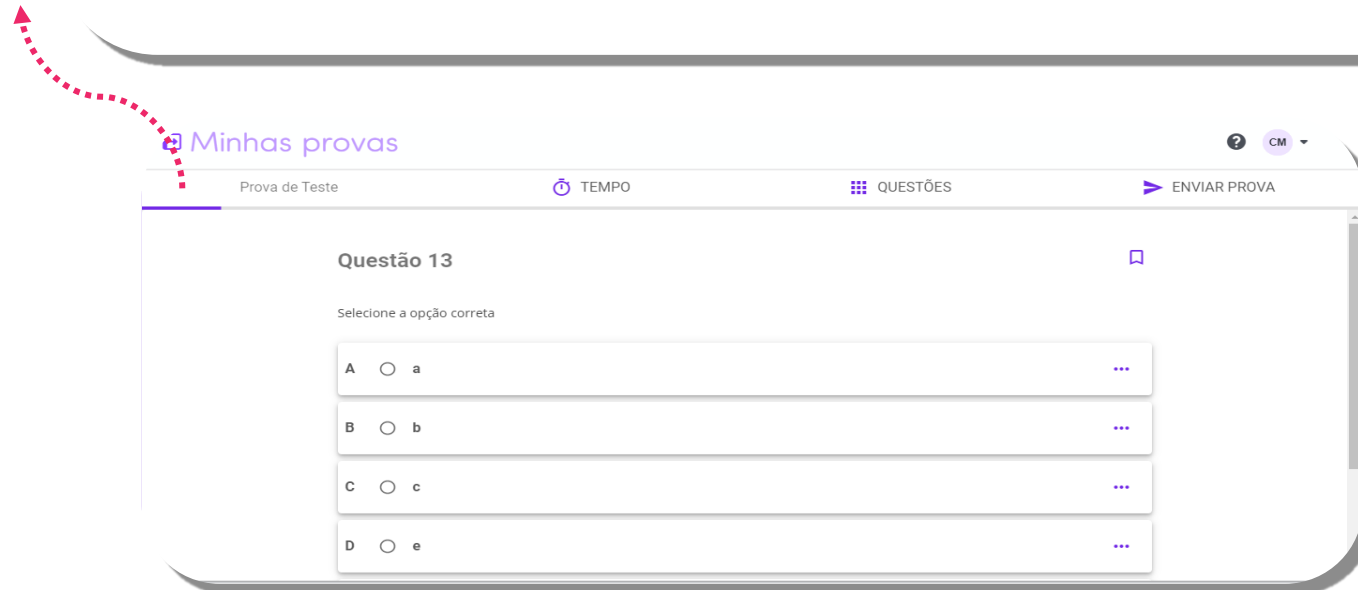 Minhas provas
CM
Prova de Teste
TEMPO
QUESTÕES
ENVIAR PROVA
Questão 13
Selecione a opção correta
A a
B b
C c
D e